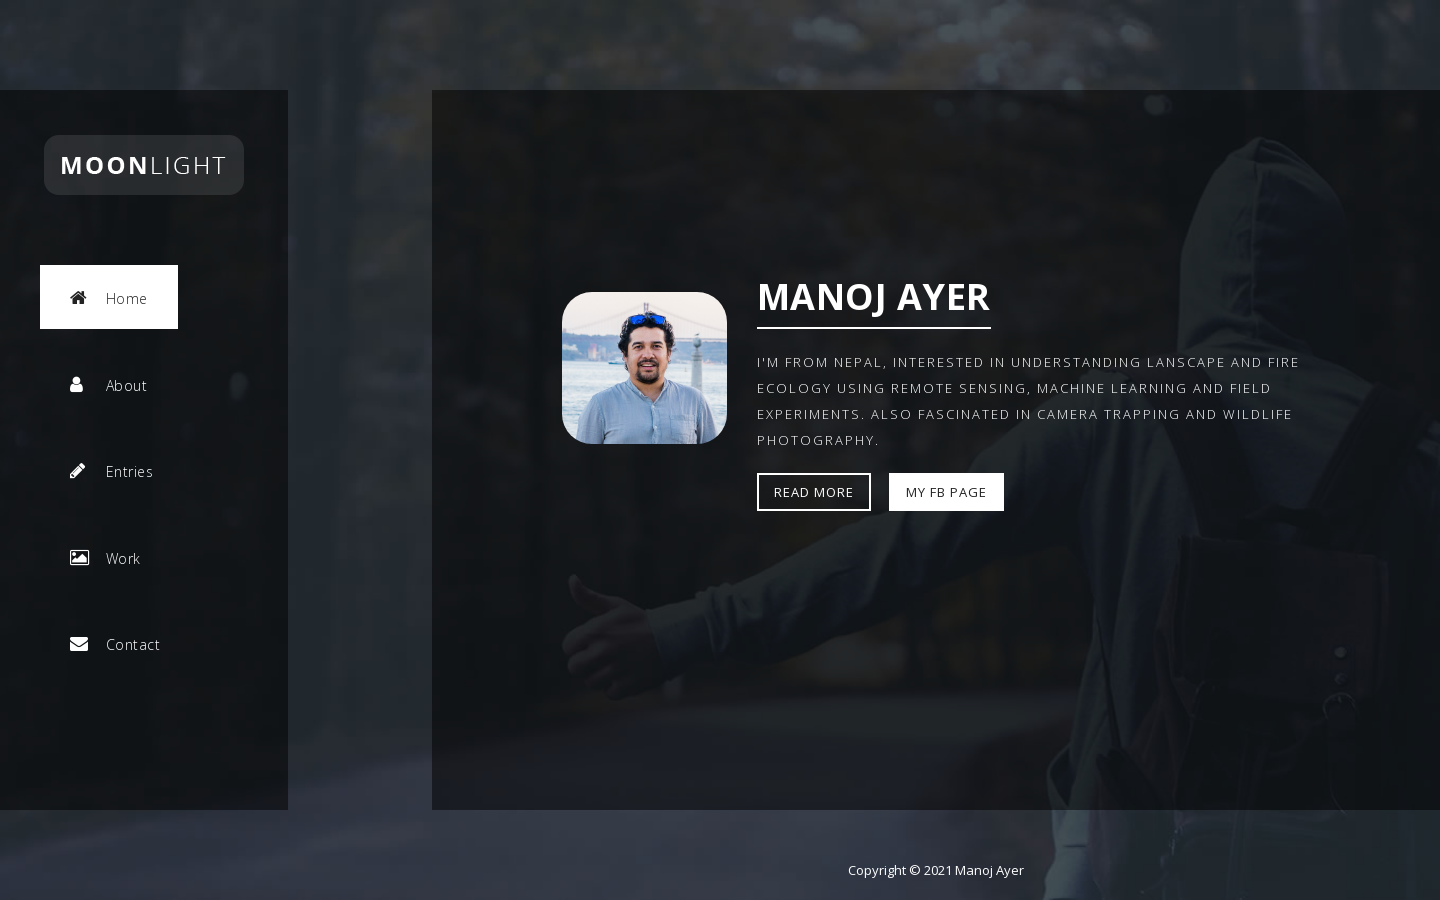 MOONLIGHT
Home
About
Entries
Work
Contact
MANOJ AYER
I'M FROM NEPAL, INTERESTED IN UNDERSTANDING LANSCAPE AND FIRE
ECOLOGY USING REMOTE SENSING, MACHINE LEARNING AND FIELD
EXPERIMENTS. ALSO FASCINATED IN CAMERA TRAPPING AND WILDLIFE
PHOTOGRAPHY.
READ MORE
MY FB PAGE
Copyright © 2021 Manoj Ayer